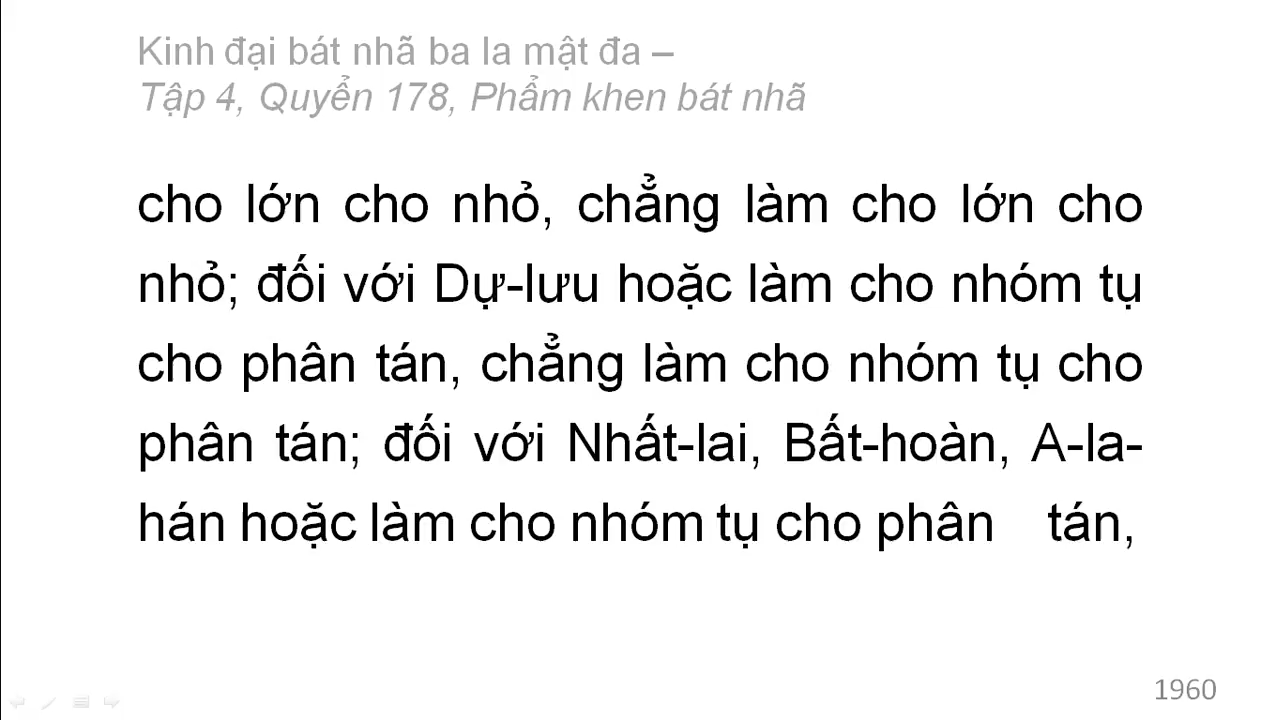 Kinh đại bát nhã ba la mật đa –
Tập 4, Quyển 178, Phẩm khen bát nhã
cho lớn cho nhỏ, chẳng làm cho lớn cho
nhỏ; đối với Dự-lưu hoặc làm cho nhóm tụ
cho phân tán, chẳng làm cho nhóm tụ cho
phân tán; đối với Nhất-lai, Bất-hoàn, A-la-
hán hoặc làm cho nhóm tụ cho phân tán,
1960